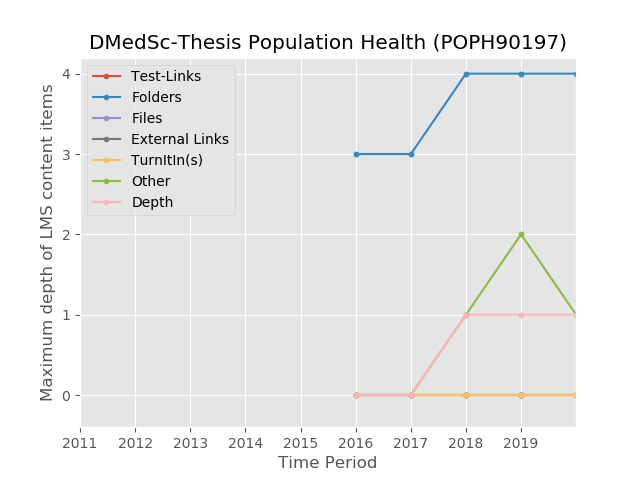 DMedSc-Thesis Population Health (POPH90197)
Test-Links
Folders
Files
External Links
TurnItIn(s)
Other
Depth
Maximum depth of LMS content items
4
3
2
1
0
2011 2012 2013 2014 2015 2016 2017 2018 2019
Time Period